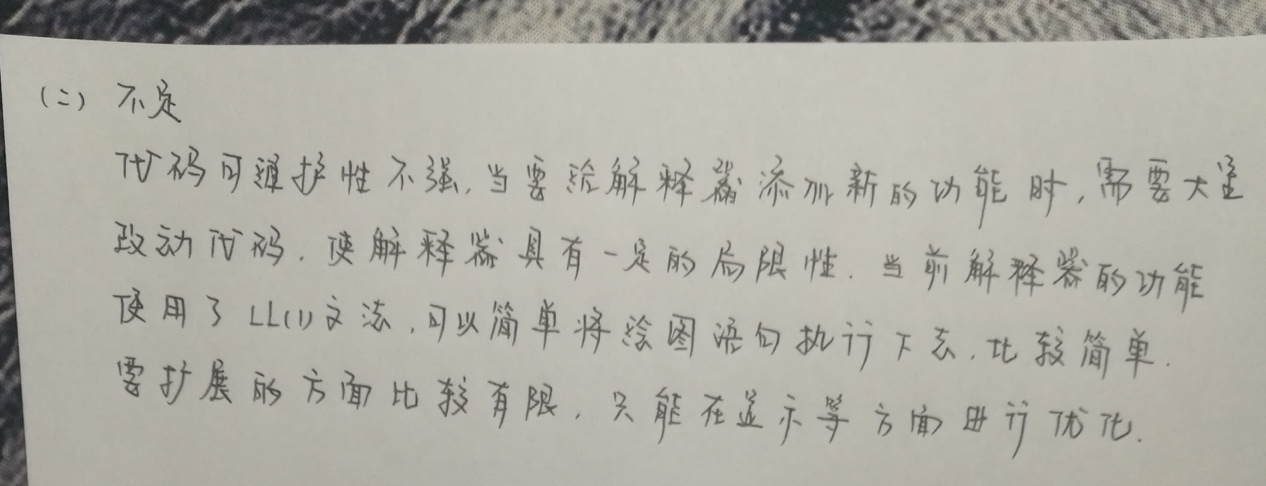 (二) 不足
代码可维护性不强,当要给解释器添加新的功能时,需要大量
改动代码.使解释器具有一定的局限性.当前解释器的功能
使用了LL(1)文法,可以简单将绘图语句执行下去,比较简单.
要扩展的方面比较有限,只能在显示等方面进行优化.